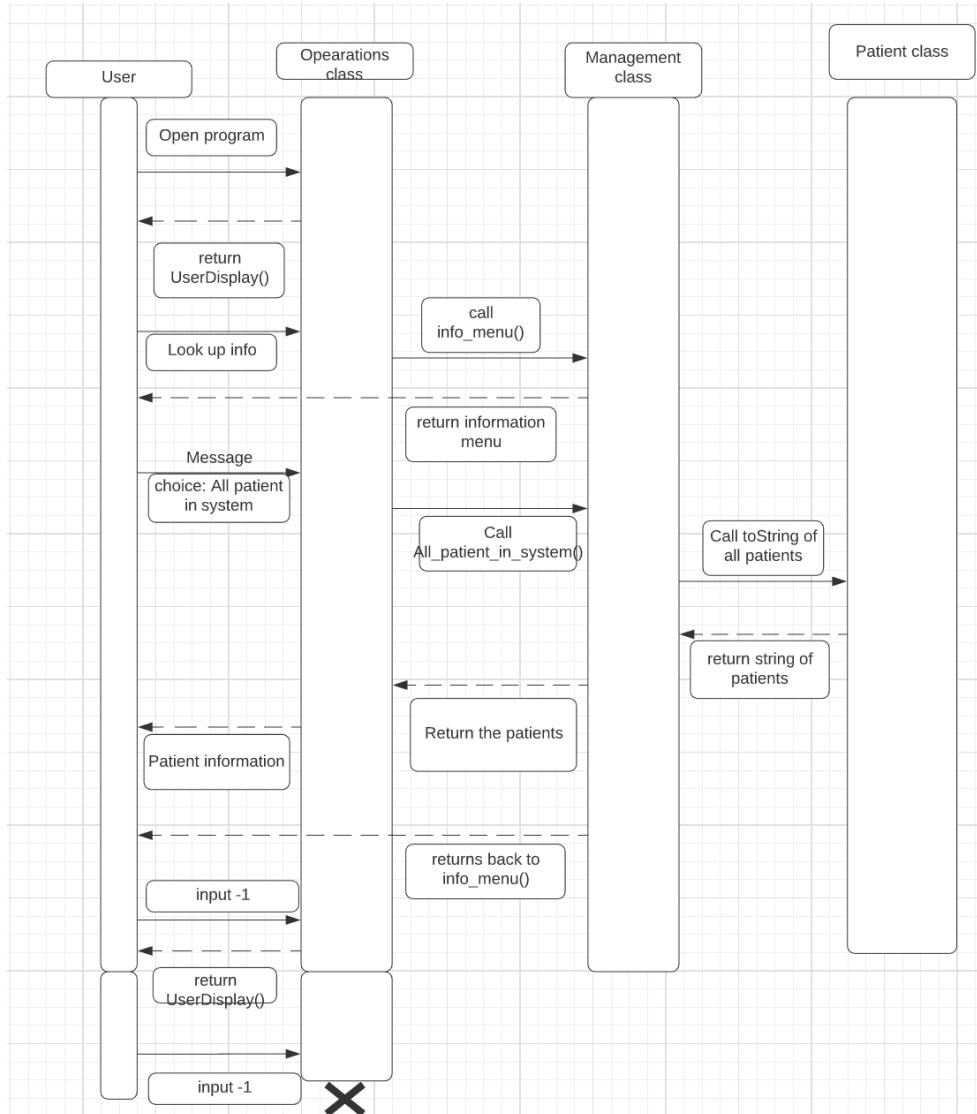 User
Opearations
class
Management
class
Patient class
Open program
return
UserDisplay()
Look up info
call
info_menu()
return information
menu
Message
choice: All patient
in system
Call
All_patient_in_system()
Call toString of
all patients
return string of
patients
Return the patients
Patient information
returns back to
info_menu()
input -1
return
UserDisplay()
input -1